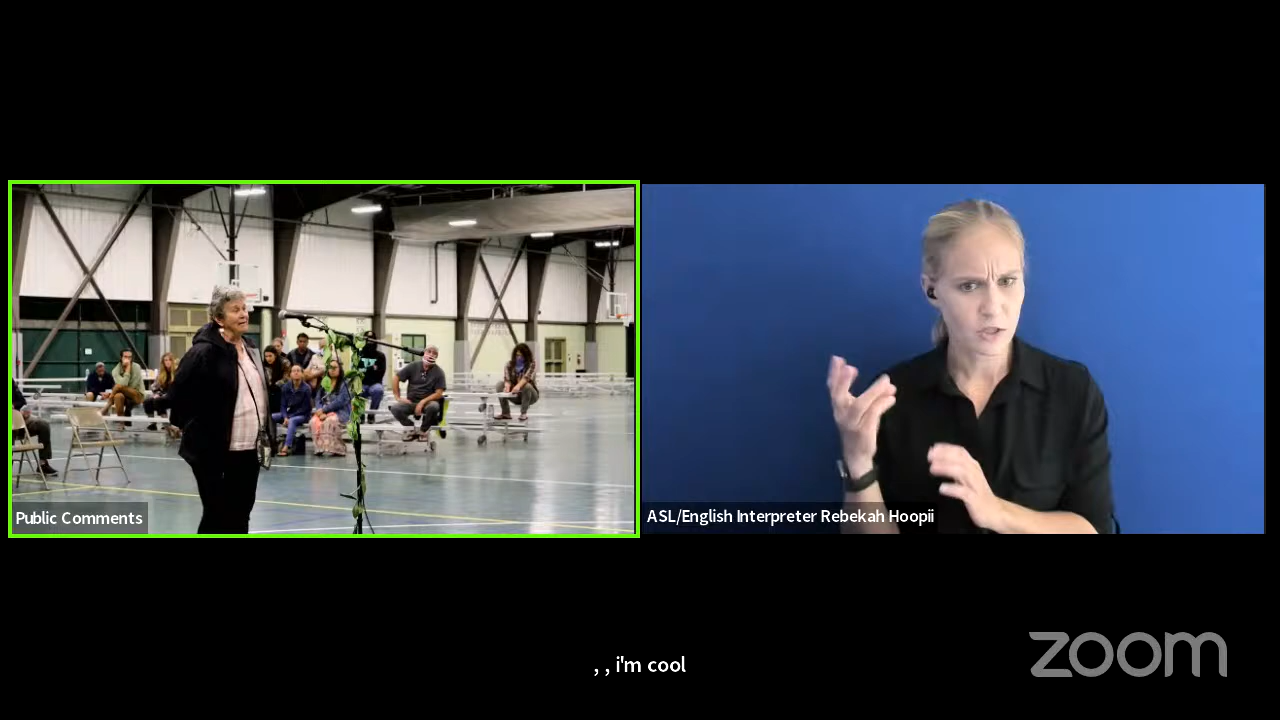 Public Comments
ASL/English Interpreter Rebekah Hoopii
, , i'm cool
zoom